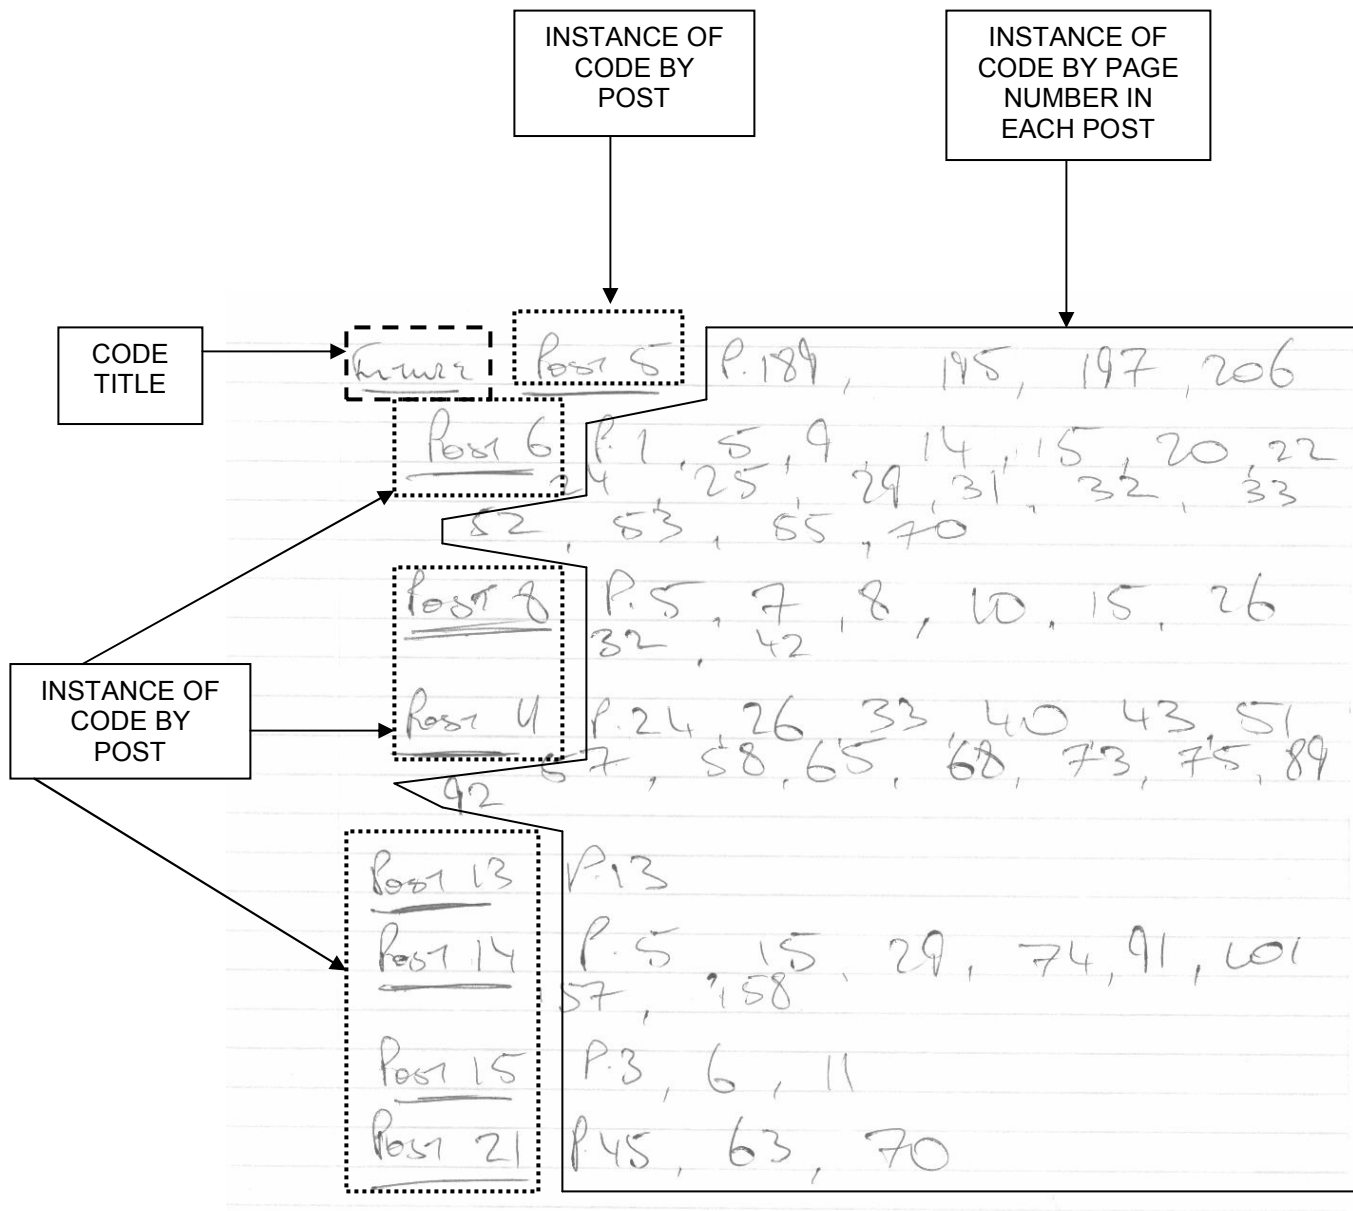 INSTANCE OF
CODE BY
POST
INSTANCE OF
CODE BY PAGE
NUMBER IN
EACH POST
CODE
TITLE
Future Post 5 P.189, 195, 197, 206
Post 6 P.1, 5, 9, 14, 15, 20, 22
24, 25, 29, 31, 32, 33
52, 53, 55, 70
Post 8 P.5, 7, 8, 10, 15, 26
32, 42
INSTANCE OF
CODE BY
POST
Post 11 P.24, 26, 33, 40, 43, 51
57, 58, 65, 68, 73, 75, 89
92
Post 13 P.13
Post 14 P.5, 15, 29, 74, 91, 101
158
Post 15 P.3, 6, 11
Post 21 P.45, 63, 70